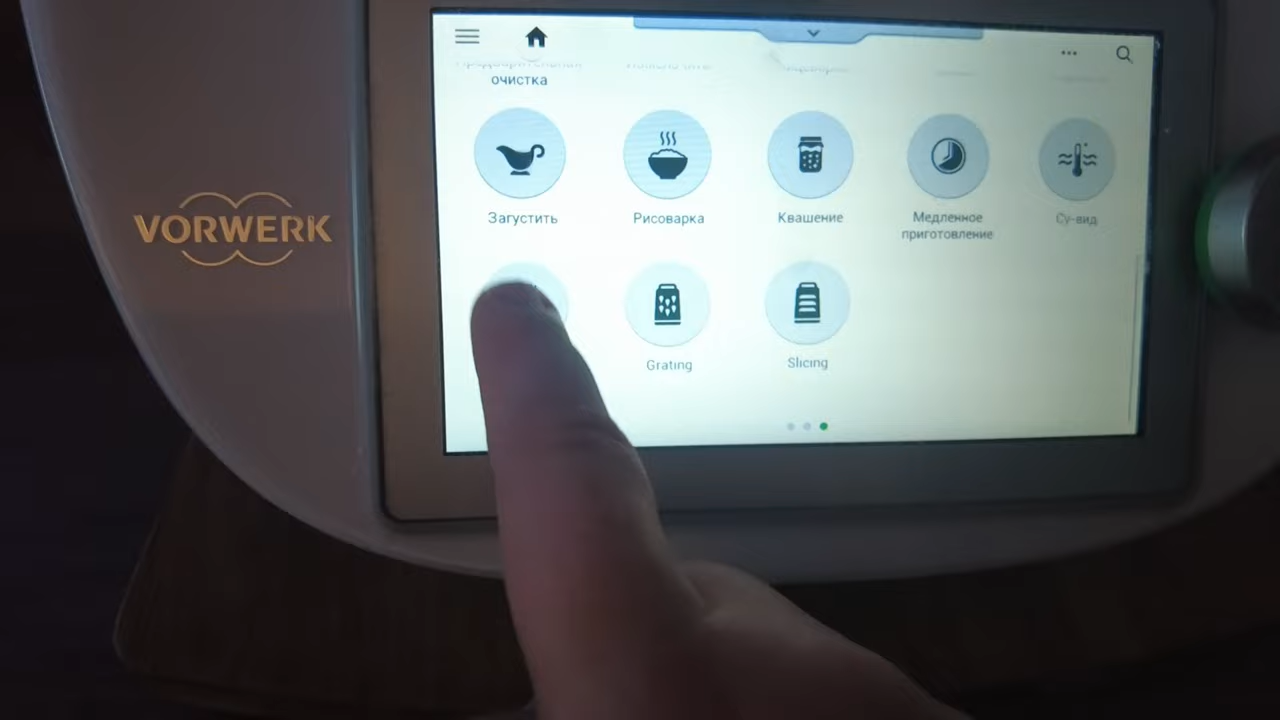 очистка
VORWERK
Загустить
Рисоварка
Квашение
Медленное
приготовление
Су-вид
Grating
Slicing